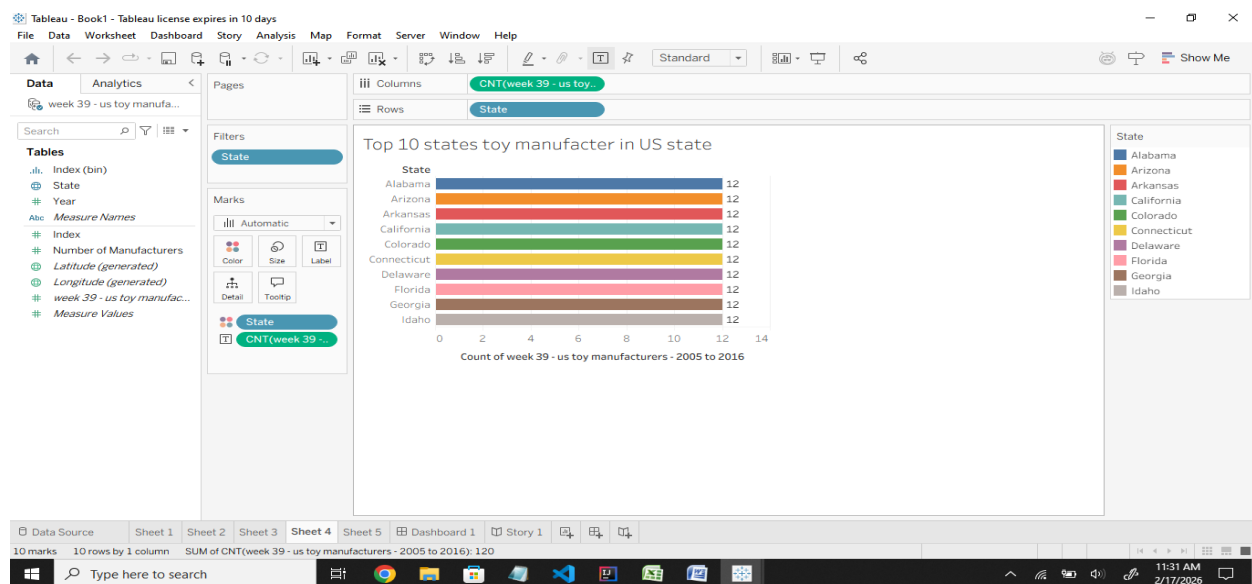 Tableau - Book1 - Tableau license expires in 10 days
File Data Worksheet Dashboard Story Analysis Map Format Server Window Help
Standard
Show Me
Data Analytics
week 39 - us toy manufa...
Search
Tables
Index (bin)
State
Year
Abc Measure Names
Index
Number of Manufacturers
Latitude (generated)
Longitude (generated)
week 39 - us toy manufac...
Measure Values
Pages
Filters
State
Marks
Automatic
Color Size Label
Detail Tooltip
State
CNT(week 39 -..
Columns CNT(week 39 - us toy..
Rows State
Top 10 states toy manufacter in US state
State
Alabama 12
Arizona 12
Arkansas 12
California 12
Colorado 12
Connecticut 12
Delaware 12
Florida 12
Georgia 12
Idaho 12
0 2 4 6 8 10 12 14
Count of week 39 - us toy manufacturers - 2005 to 2016
State
Alabama
Arizona
Arkansas
California
Colorado
Connecticut
Delaware
Florida
Georgia
Idaho
Data Source Sheet 1 Sheet 2 Sheet 3 Sheet 4 Sheet 5 Dashboard 1 Story 1
10 marks 10 rows by 1 column SUM of CNT(week 39 - us toy manufacturers - 2005 to 2016): 120
Type here to search
11:31 AM
2/17/2026